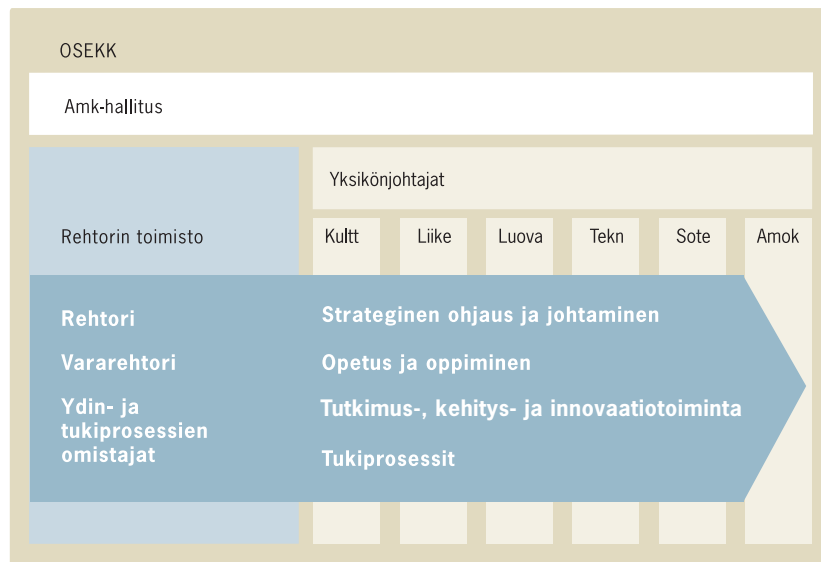 OSEKK
Amk-hallitus
Yksikönjohtajat
Rehtorin toimisto
Kultt
Liike
Luova
Tekn
Sote
Amok
Rehtori
Vararehtori
Ydin- ja
tukiprosessien
omistajat
Strateginen ohjaus ja johtaminen
Opetus ja oppiminen
Tutkimus-, kehitys- ja innovaatiotoiminta
Tukiprosessit